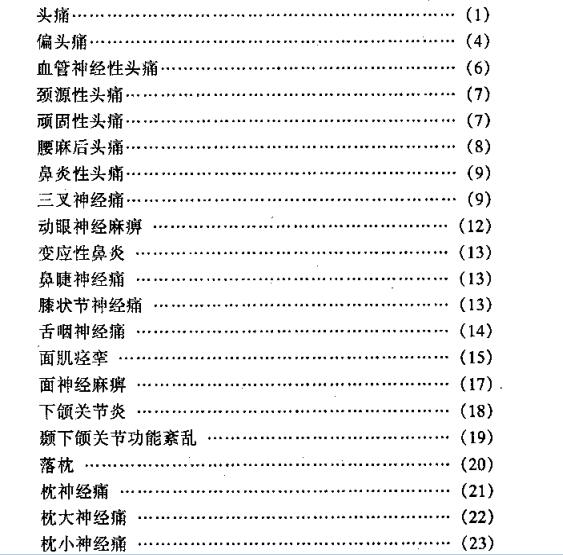 头痛……………………………………………（1）
偏头痛…………………………………………（4）
血管神经性头痛………………………………（6）
颈源性头痛……………………………………（7）
顽固性头痛……………………………………（7）
腰麻后头痛……………………………………（8）
鼻炎性头痛……………………………………（9）
三叉神经痛……………………………………（9）
动眼神经麻痹 ………………………………（12）
变应性鼻炎 …………………………………（13）
鼻睫神经痛 …………………………………（13）
膝状节神经痛 ………………………………（13）
舌咽神经痛 …………………………………（14）
面肌痉挛 ……………………………………（15）
面神经麻痹 …………………………………（17）
下颌关节炎 …………………………………（18）
颞下颌关节功能紊乱 ………………………（19）
落枕 …………………………………………（20）
枕神经痛 ……………………………………（21）
枕大神经痛 …………………………………（22）
枕小神经痛 …………………………………（23）